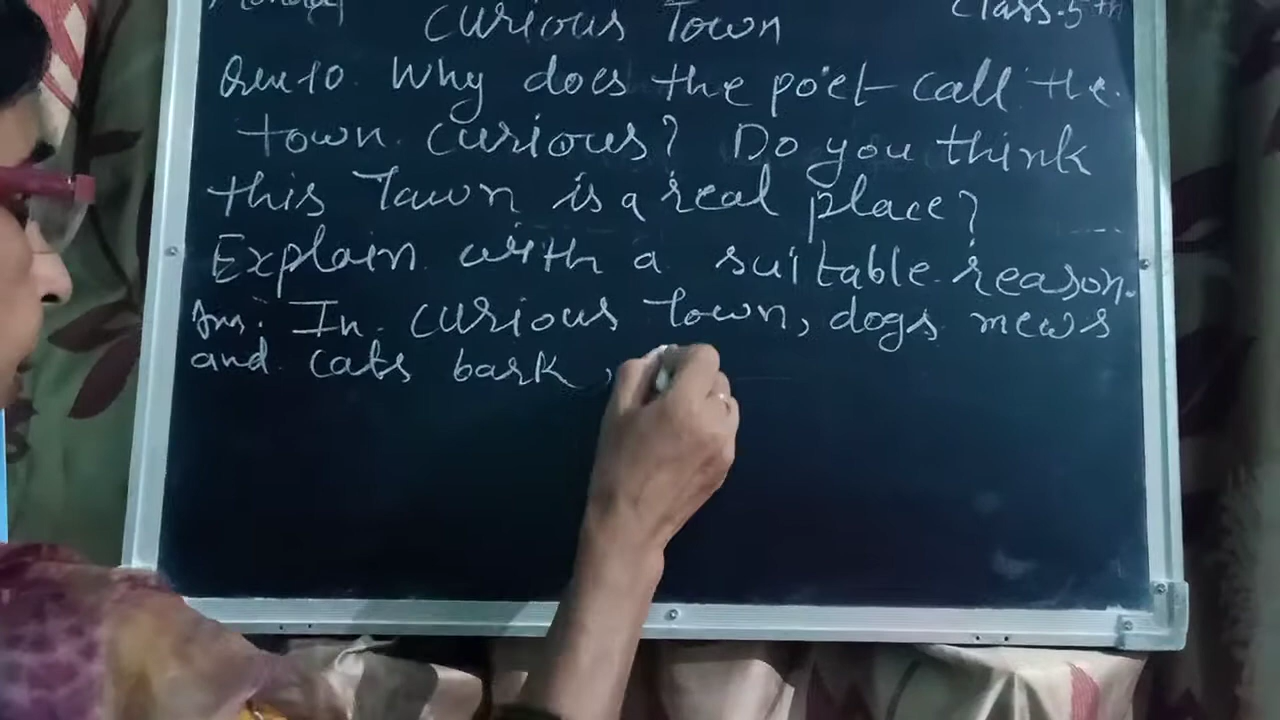 Monday
Curious Town
Class.5th
Que 10. Why does the poet call the
town curious? Do you think
this Town is a real place?
Explain with a suitable reason.
Ans. In curious Town, dogs mews
and cats bark,